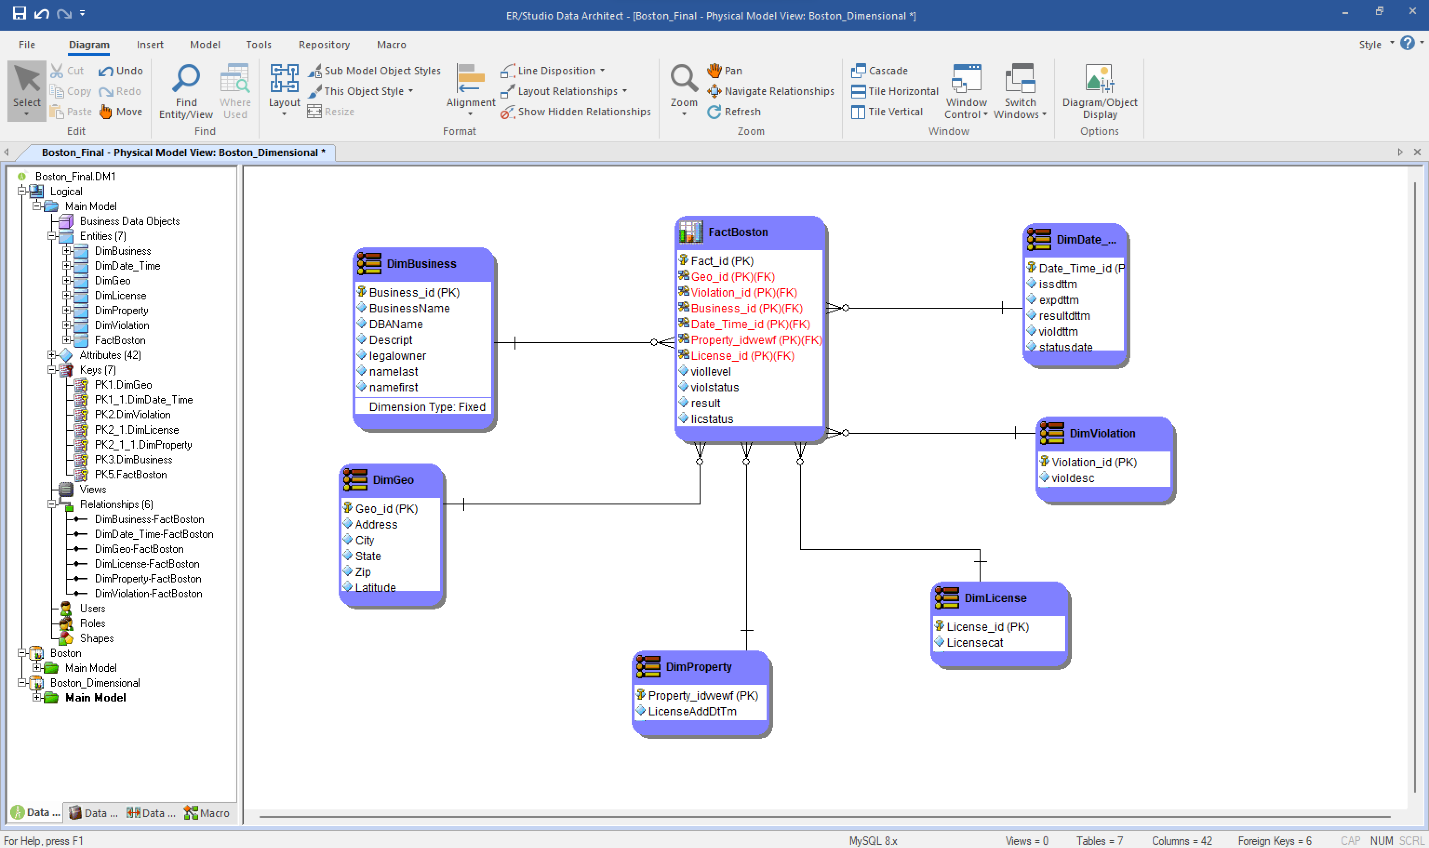 ER/Studio Data Architect - [Boston_Final - Physical Model View: Boston_Dimensional *]
File Diagram Insert Model Tools Repository Macro Style
Select
Cut
Copy
Paste
Undo
Redo
Move
Edit
Find Entity/View
Where Used
Find
Layout
Sub Model Object Styles
This Object Style
Resize
Alignment
Line Disposition
Layout Relationships
Show Hidden Relationships
Format
Zoom
Pan
Navigate Relationships
Refresh
Zoom
Cascade
Tile Horizontal
Tile Vertical
Window Control
Switch Windows
Window
Diagram/Object Display
Options
Boston_Final - Physical Model View: Boston_Dimensional *
Boston_Final.DM1
Logical
Main Model
Business Data Objects
Entities (7)
DimBusiness
DimDate_Time
DimGeo
DimLicense
DimProperty
DimViolation
FactBoston
Attributes (42)
Keys (7)
PK1.DimGeo
PK1_1.DimDate_Time
PK2.DimViolation
PK2_1.DimLicense
PK2_1_1.DimProperty
PK3.DimBusiness
PK5.FactBoston
Views
Relationships (6)
DimBusiness-FactBoston
DimDate_Time-FactBoston
DimGeo-FactBoston
DimLicense-FactBoston
DimProperty-FactBoston
DimViolation-FactBoston
Users
Roles
Shapes
Boston
Main Model
Boston_Dimensional
Main Model
Data ... Data ... Data ... Macro
DimBusiness
Business_id (PK)
BusinessName
DBAName
Descript
legalowner
namelast
namefirst
Dimension Type: Fixed
FactBoston
Fact_id (PK)
Geo_id (PK)(FK)
Violation_id (PK)(FK)
Business_id (PK)(FK)
Date_Time_id (PK)(FK)
Property_idvwewf (PK)(FK)
License_id (PK)(FK)
viollevel
violstatus
result
licstatus
DimDate_...
Date_Time_id (P
issdttm
expdttm
resultdttm
violdttm
statusdate
DimViolation
Violation_id (PK)
violdesc
DimGeo
Geo_id (PK)
Address
City
State
Zip
Latitude
DimLicense
License_id (PK)
Licensecat
DimProperty
Property_idvwewf (PK)
LicenseAddDtTm
For Help, press F1 MySQL 8.x Views = 0 Tables = 7 Columns = 42 Foreign Keys = 6 CAP NUM SCRL